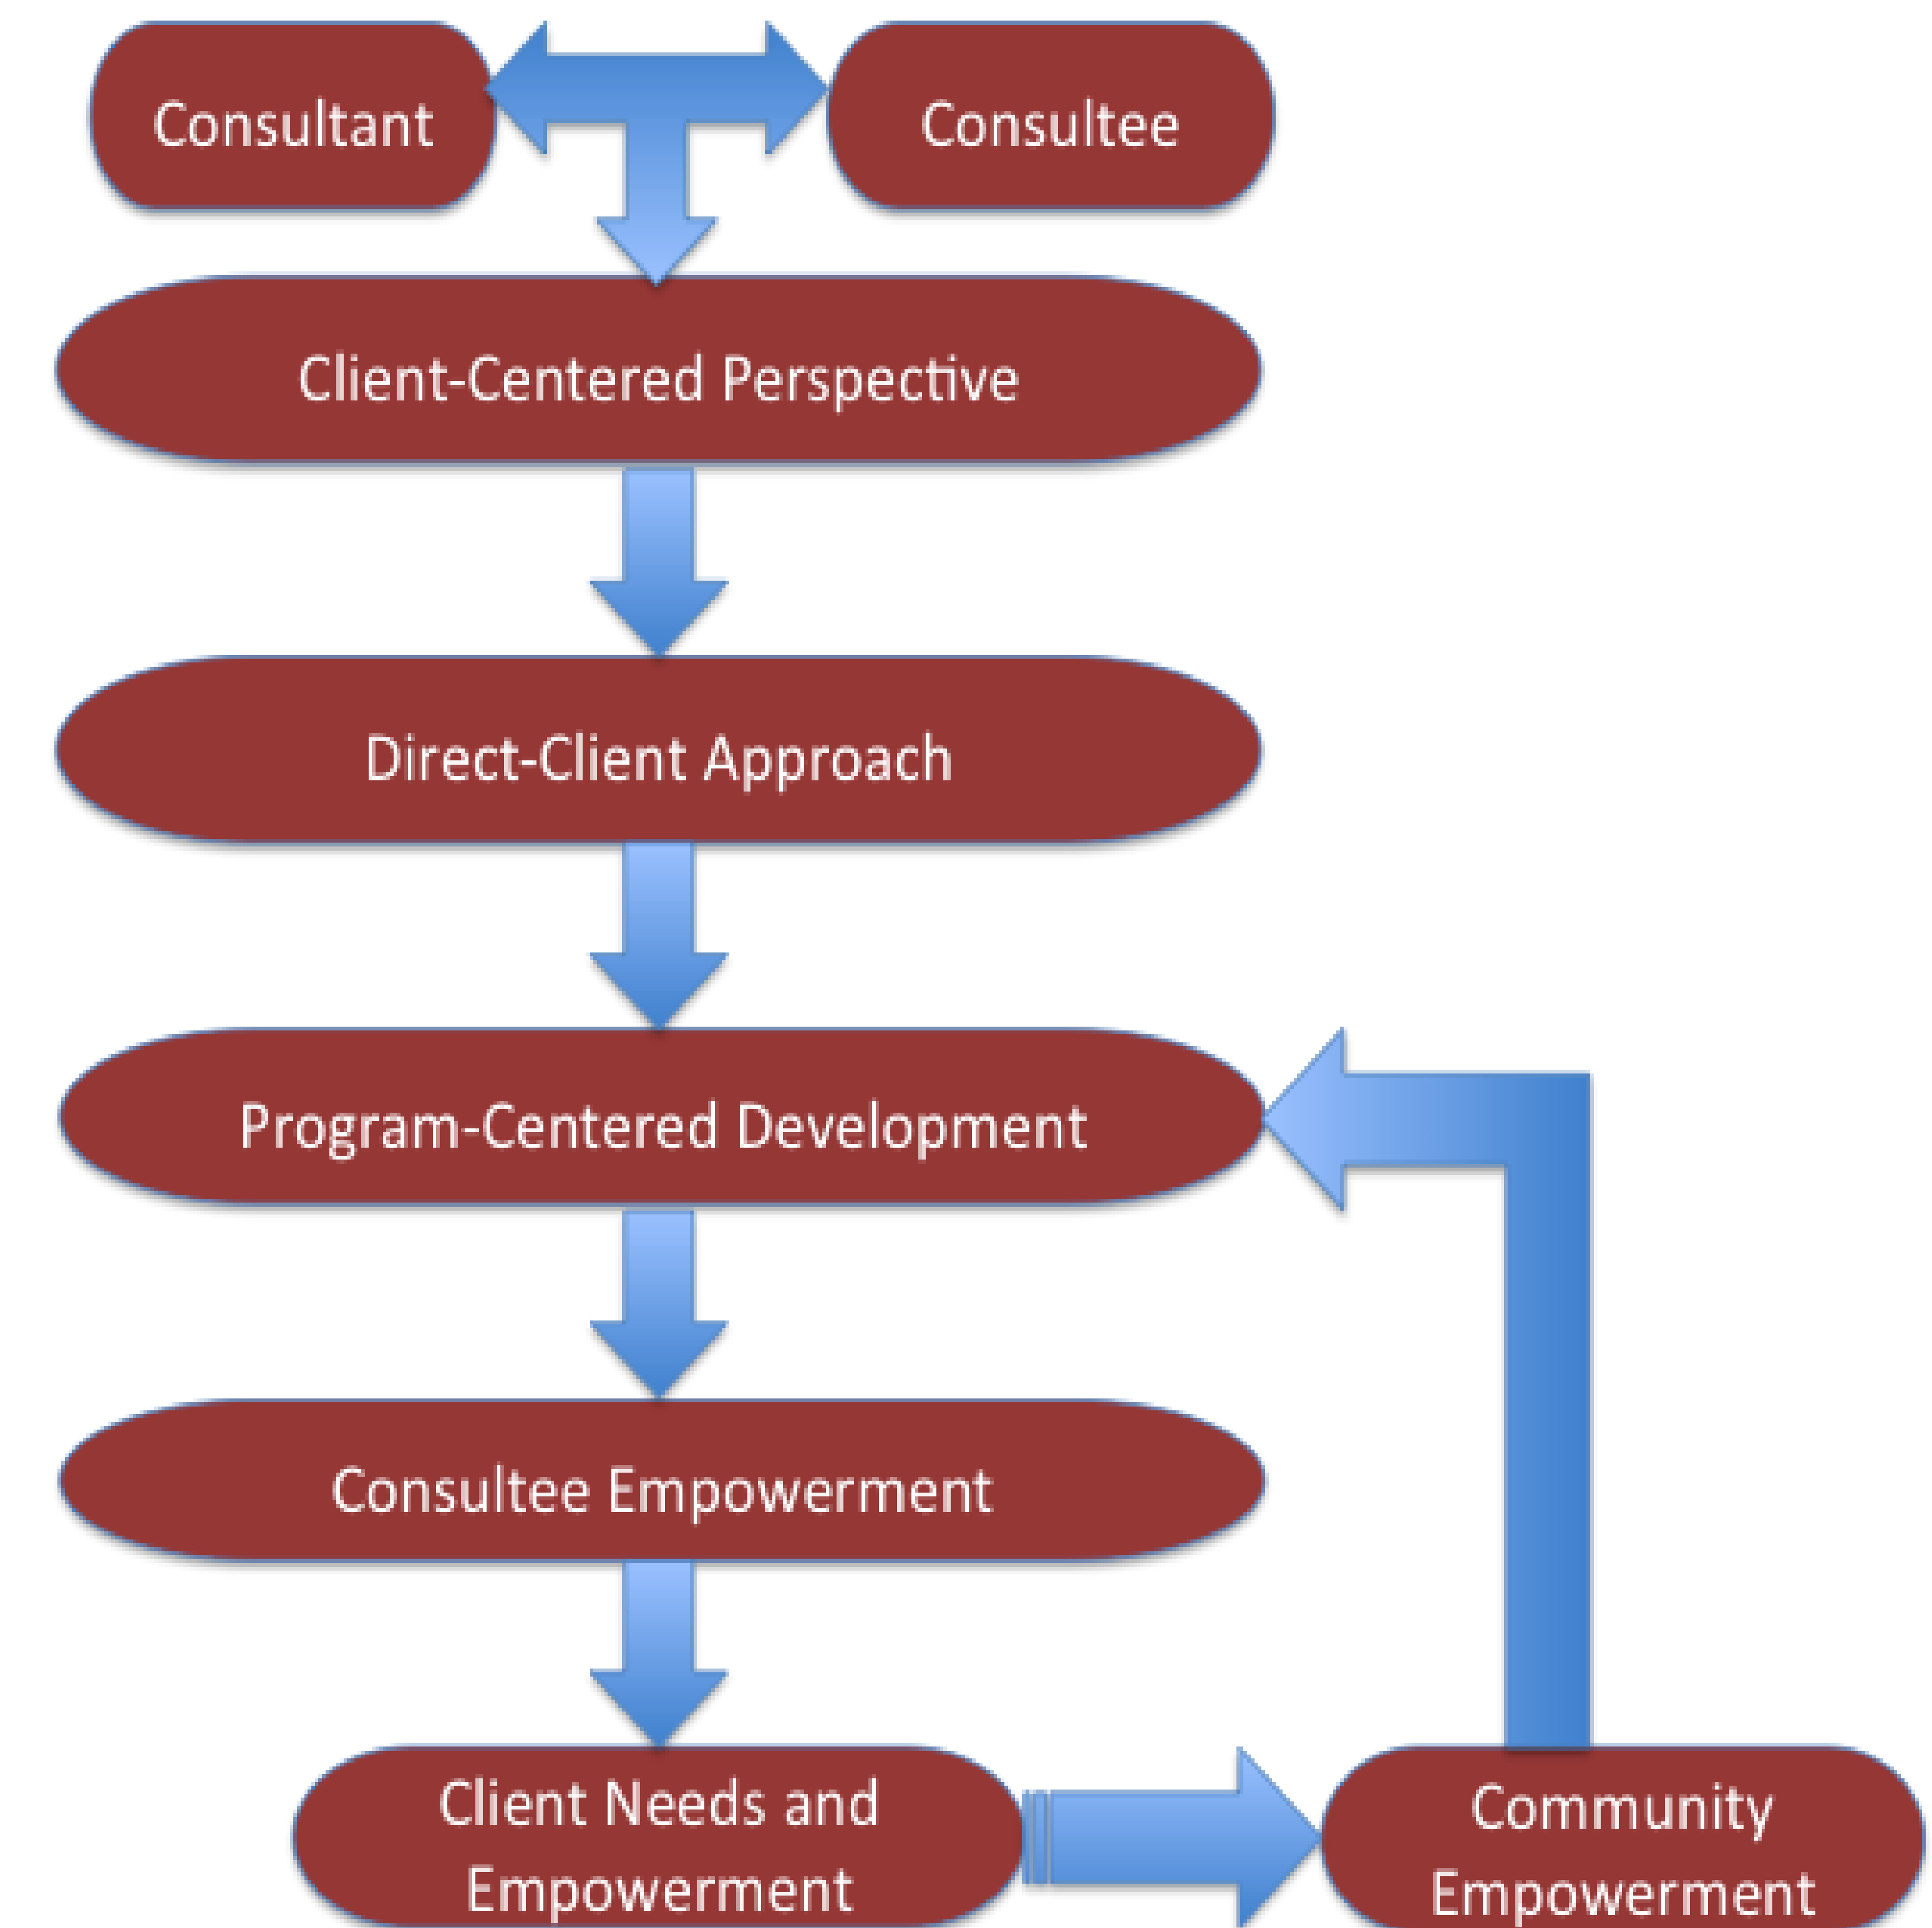 Consultant
Consultee
Client-Centered Perspective
Direct-Client Approach
Program-Centered Development
Consultee Empowerment
Client Needs and
Empowerment
Community
Empowerment